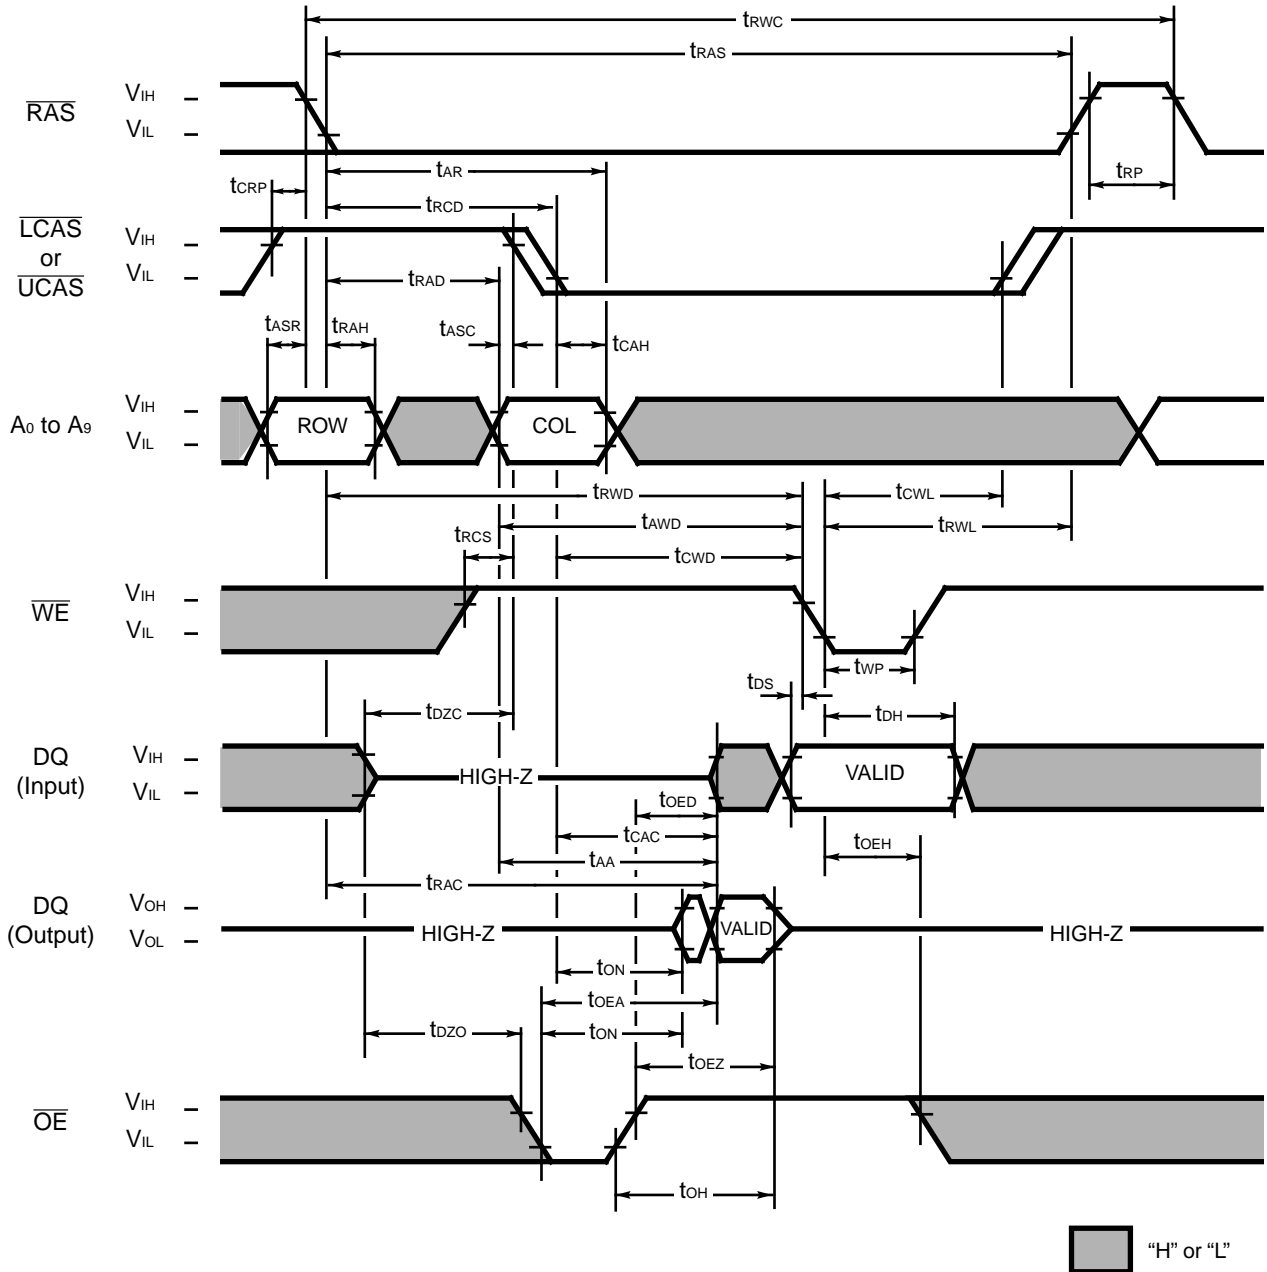 tRWC
tRAS
RAS
VIH
VIL
tAR
tCRP
tRP
tRCD
LCAS
or
UCAS
VIH
VIL
tRAD
tASR
tRAH
tASC
tCAH
A0 to A9
VIH
VIL
ROW
COL
tRWD
tCWL
tAWD
tRWL
tRCS
tCWD
WE
VIH
VIL
tWP
tDS
tDZC
tDH
DQ
(Input)
VIH
VIL
HIGH-Z
VALID
tOED
tCAC
tOEH
tAA
tRAC
DQ
(Output)
VOH
VOL
HIGH-Z
VALID
HIGH-Z
tON
tOEA
tDZO
tON
tOEZ
OE
VIH
VIL
tOH
“H” or “L”